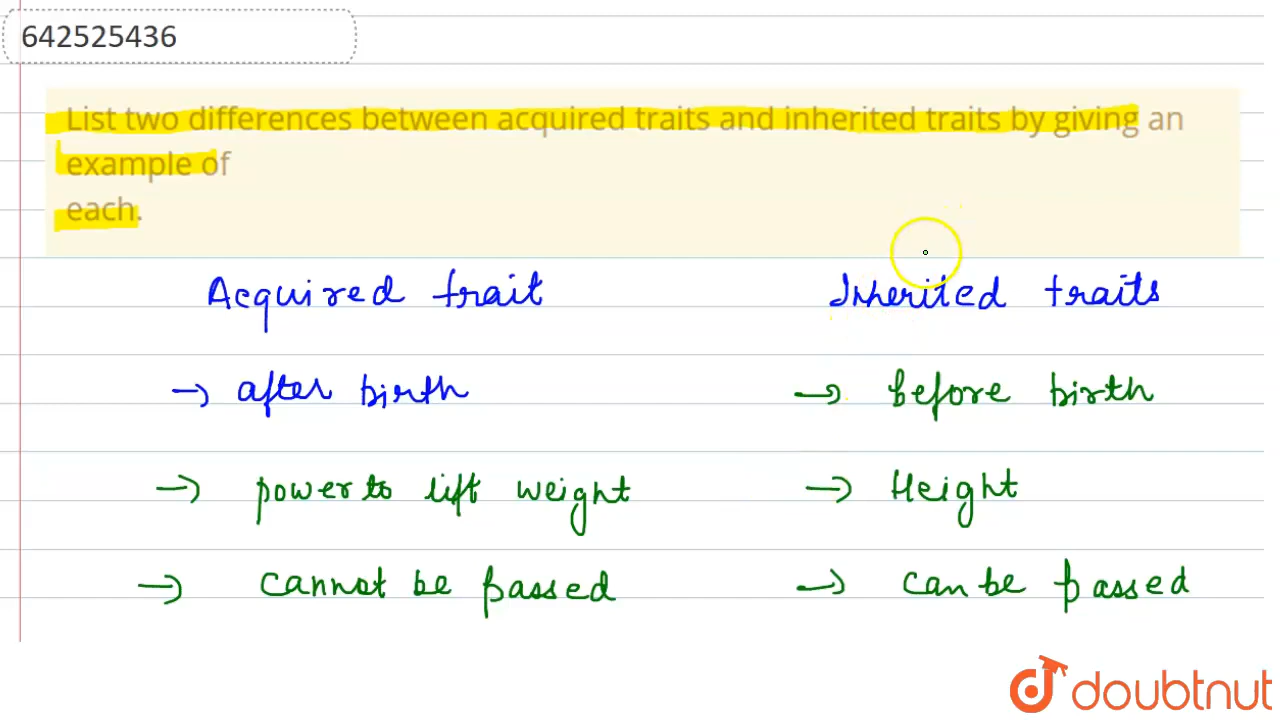 642525436
List two differences between acquired traits and inherited traits by giving an
example of
each.
Acquired trait Inherited traits
→ after birth → before birth
→ power to lift weight → Height
→ cannot be passed → can be passed
doubtnut